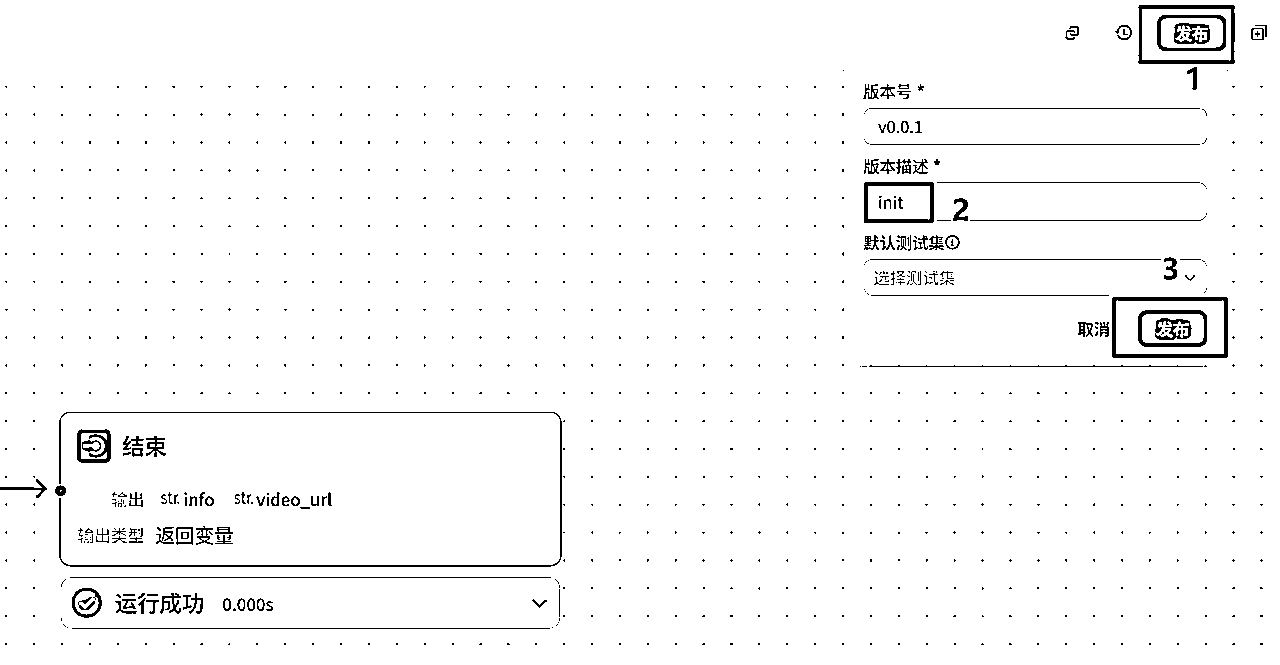 发布
1
版本号 *
v0.0.1
版本描述 *
init
2
默认测试集
选择测试集
3
取消 发布
结束
输出 str. info str. video_url
输出类型 返回变量
运行成功 0.000s